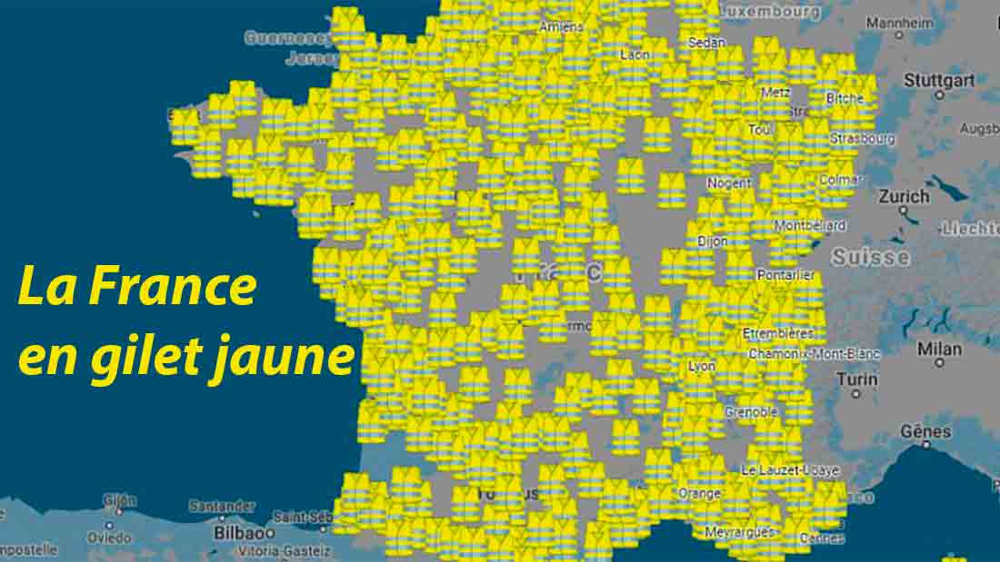 Luxembourg
Mannheim
Amiens
Guernesey
Sedan
Laon
Jersey
Stuttgart
Metz
Bitche
Toul
Augsb
Strasbourg
Colmar
Nogent
Zurich
Montbéliard
Liechte
Dijon
Suisse
La France
Pontarlier
en gilet jaune
Etrembières
Milan
Chamonix-Mont-Blanc
Lyon
Turin
Grenoble
Gênes
Le Lauzet-Ubaye
Orange
Gijón
Santander
Saint-Séb
Bilbao
Meyrargues
Cannes
Oviedo
mpostelle
Vitoria-Gasteiz